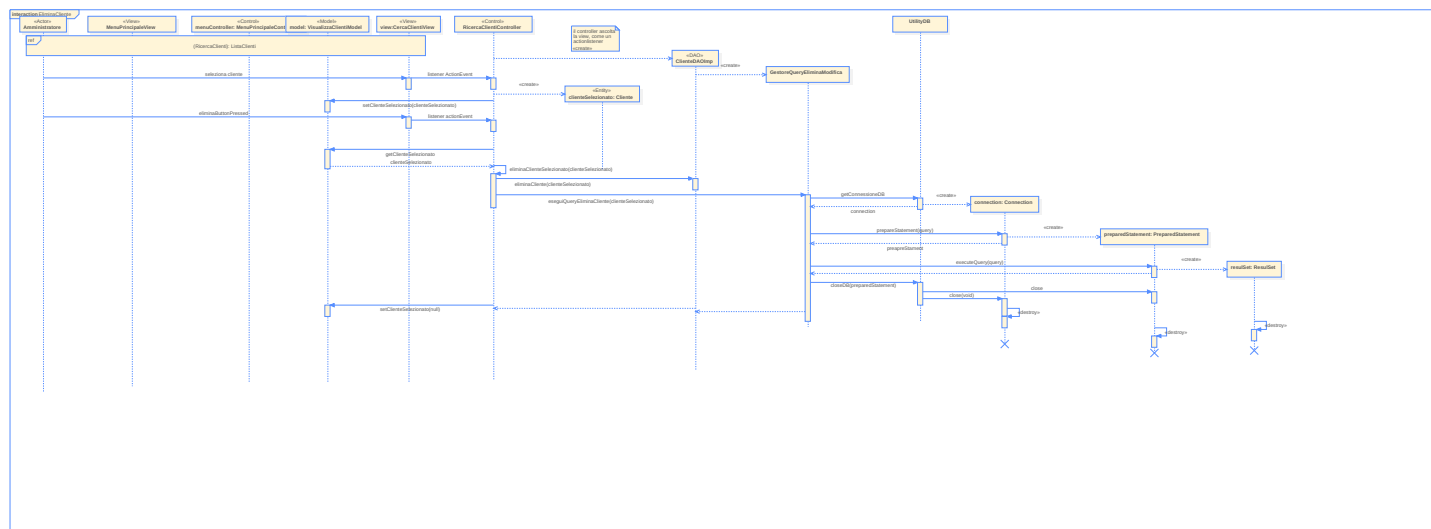 interaction EliminaCliente
«Actor»
Amministratore
«View»
MenuPrincipaleView
«Control»
menuController: MenuPrincipaleCont
«Model»
model: VisualizzaClientiModel
«View»
view:CercaClientiView
«Control»
RicercaClientiController
UtilityDB
ref
(RicercaClienti): ListaClienti
il controller ascolta
la view, come un
actionlistener
«create»
«DAO»
ClienteDAOImp
«create»
GestoreQueryEliminaModifica
seleziona cliente
listener ActionEvent
«create»
«Entity»
clienteSelezionato: Cliente
setClienteSelezionato(clienteSelezionato)
eliminaButtonPressed
listener actionEvent
getClienteSelezionato
clienteSelezionato
eliminaClienteSelezionato(clienteSelezionato)
eliminaCliente(clienteSelezionato)
eseguiQueryEliminaCliente(clienteSelezionato)
getConnessioneDB
«create»
connection: Connection
connection
prepareStatement(query)
«create»
preparedStatement: PreparedStatement
executeQuery(query)
«create»
resulSet: ResulSet
closeDB(preparedStatement)
close
close(void)
setClienteSelezionato(null)
«destroy»
«destroy»
«destroy»